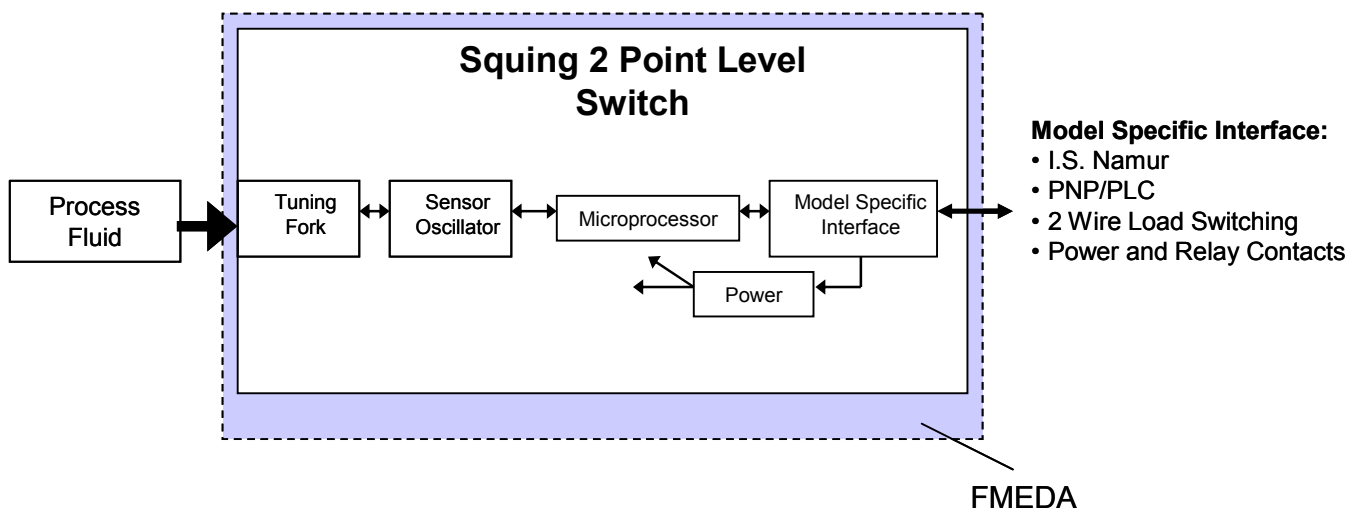 Squing 2 Point Level
Switch
Process
Fluid
Tuning
Fork
Sensor
Oscillator
Microprocessor
Model Specific
Interface
Power
Model Specific Interface:
• I.S. Namur
• PNP/PLC
• 2 Wire Load Switching
• Power and Relay Contacts
FMEDA